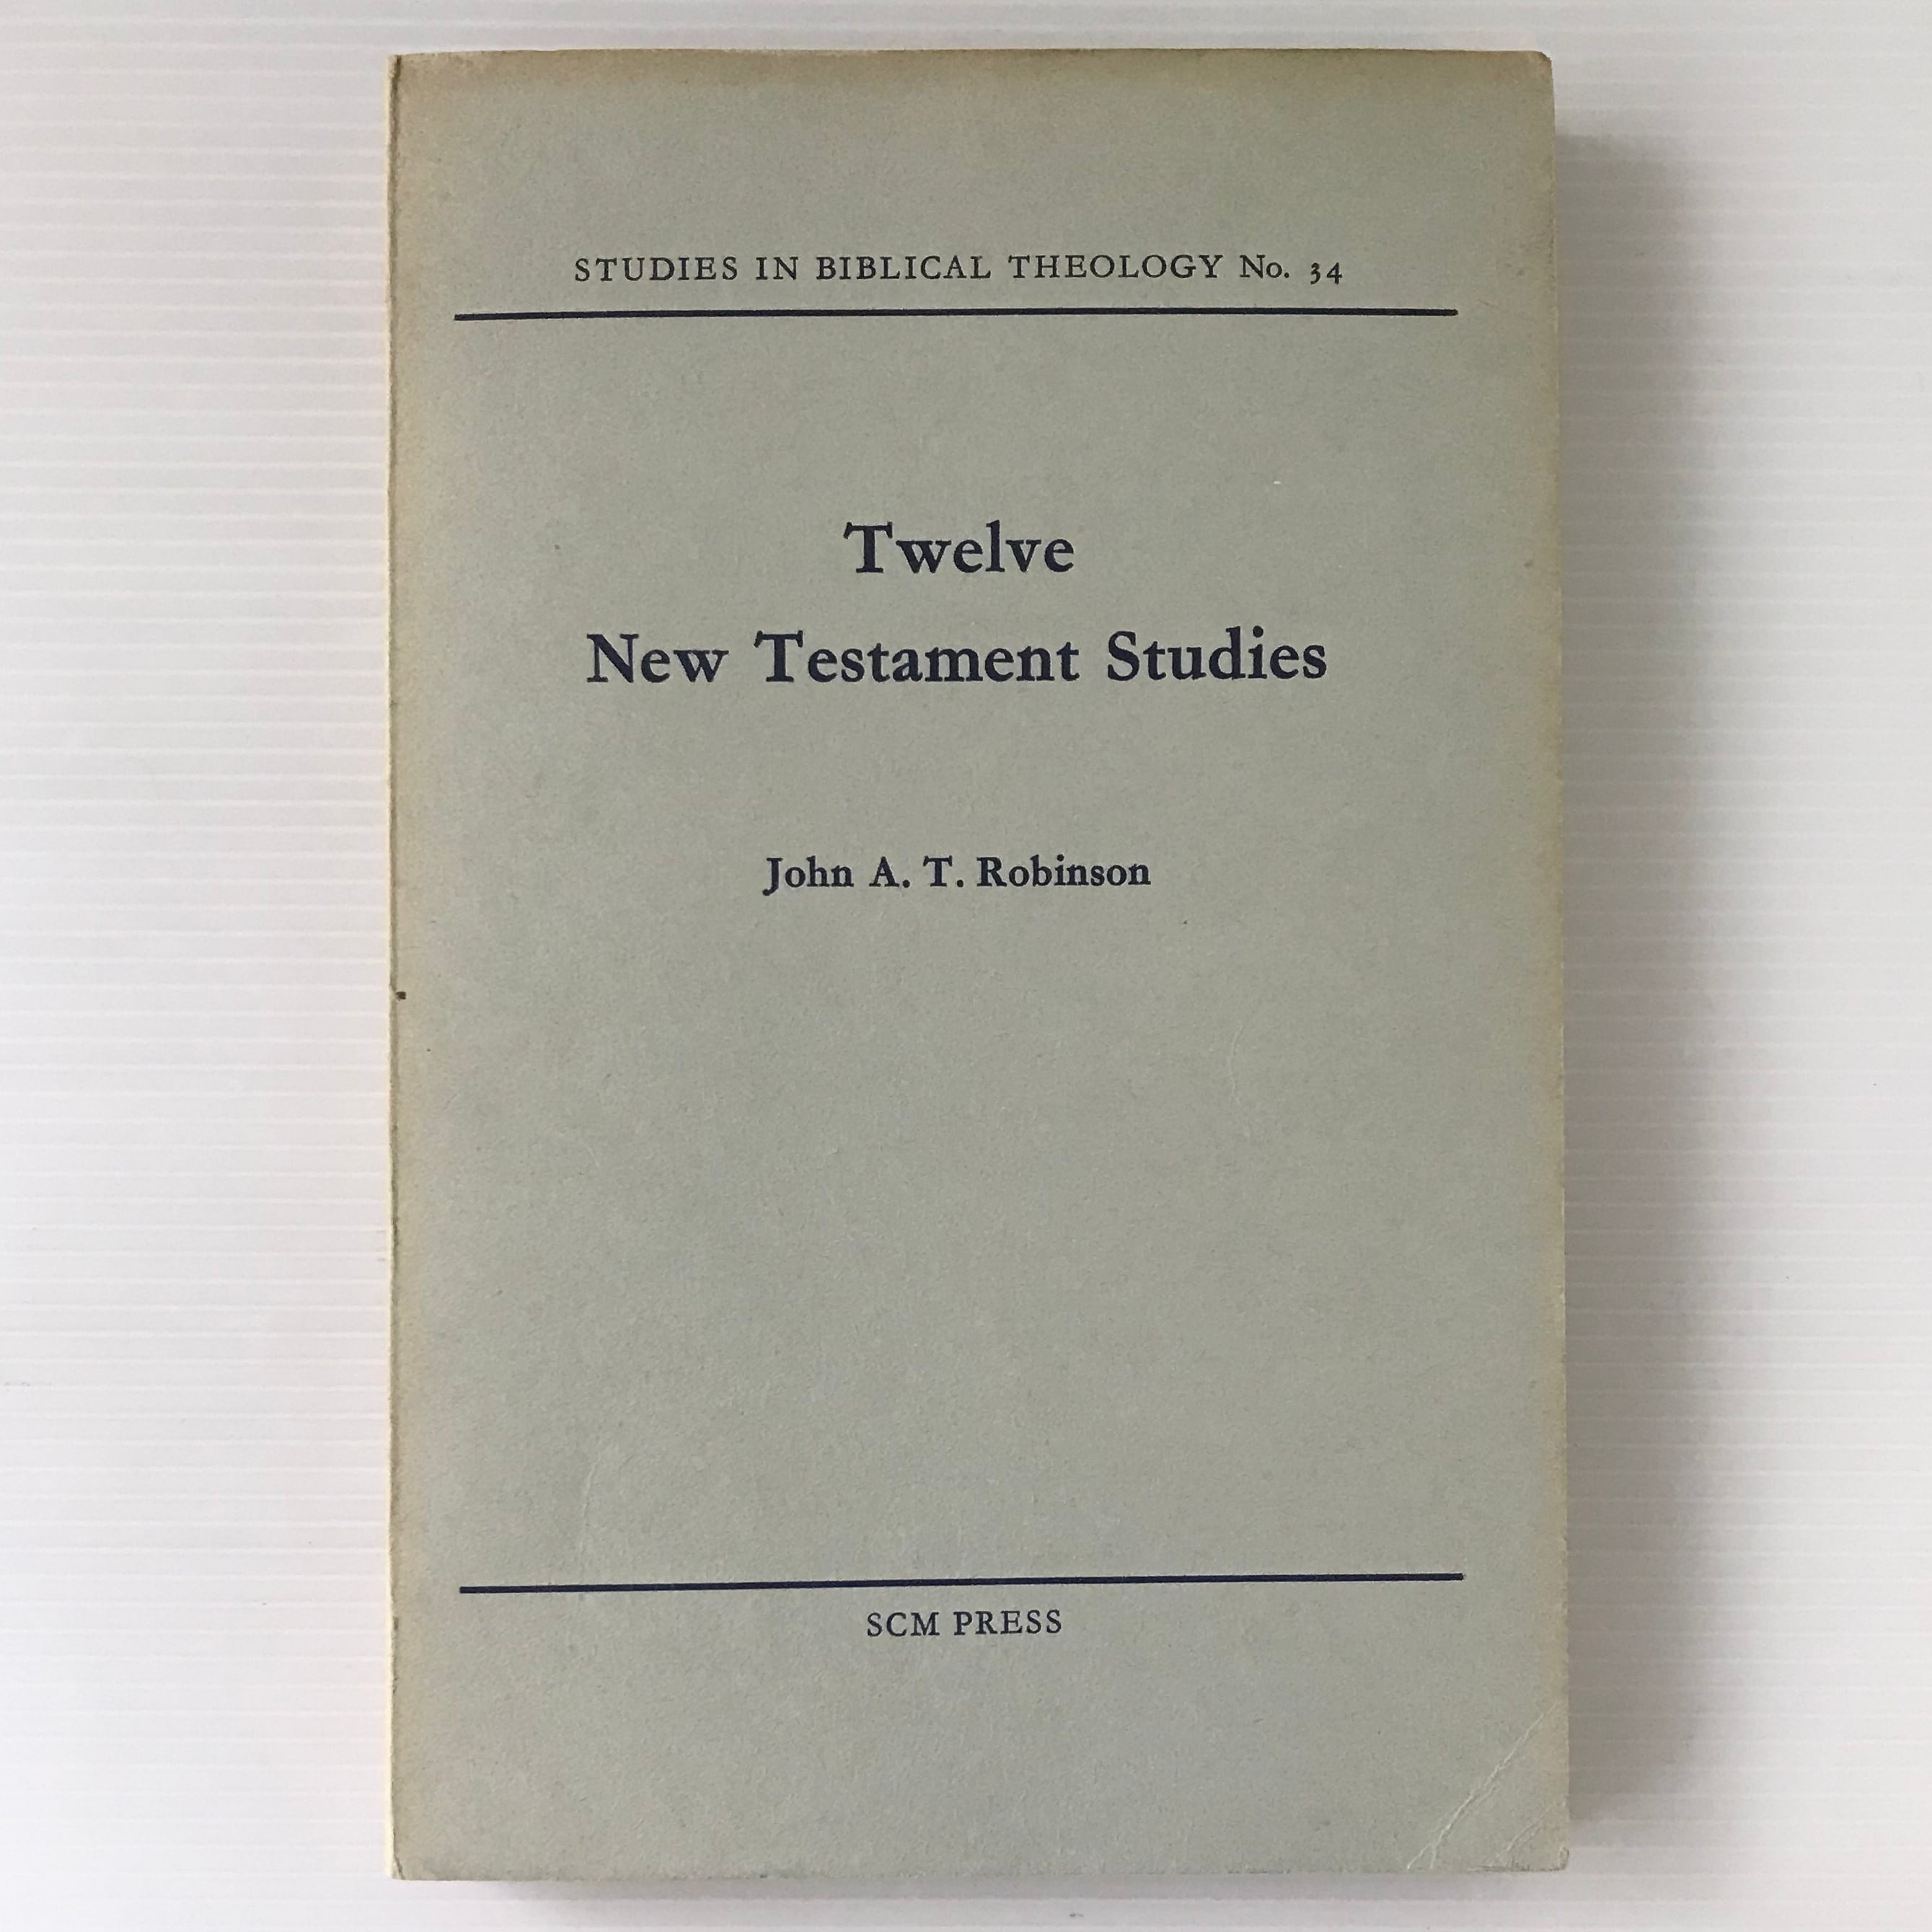 STUDIES IN BIBLICAL THEOLOGY No. 34
Twelve
New Testament Studies
John A. T. Robinson
SCM PRESS